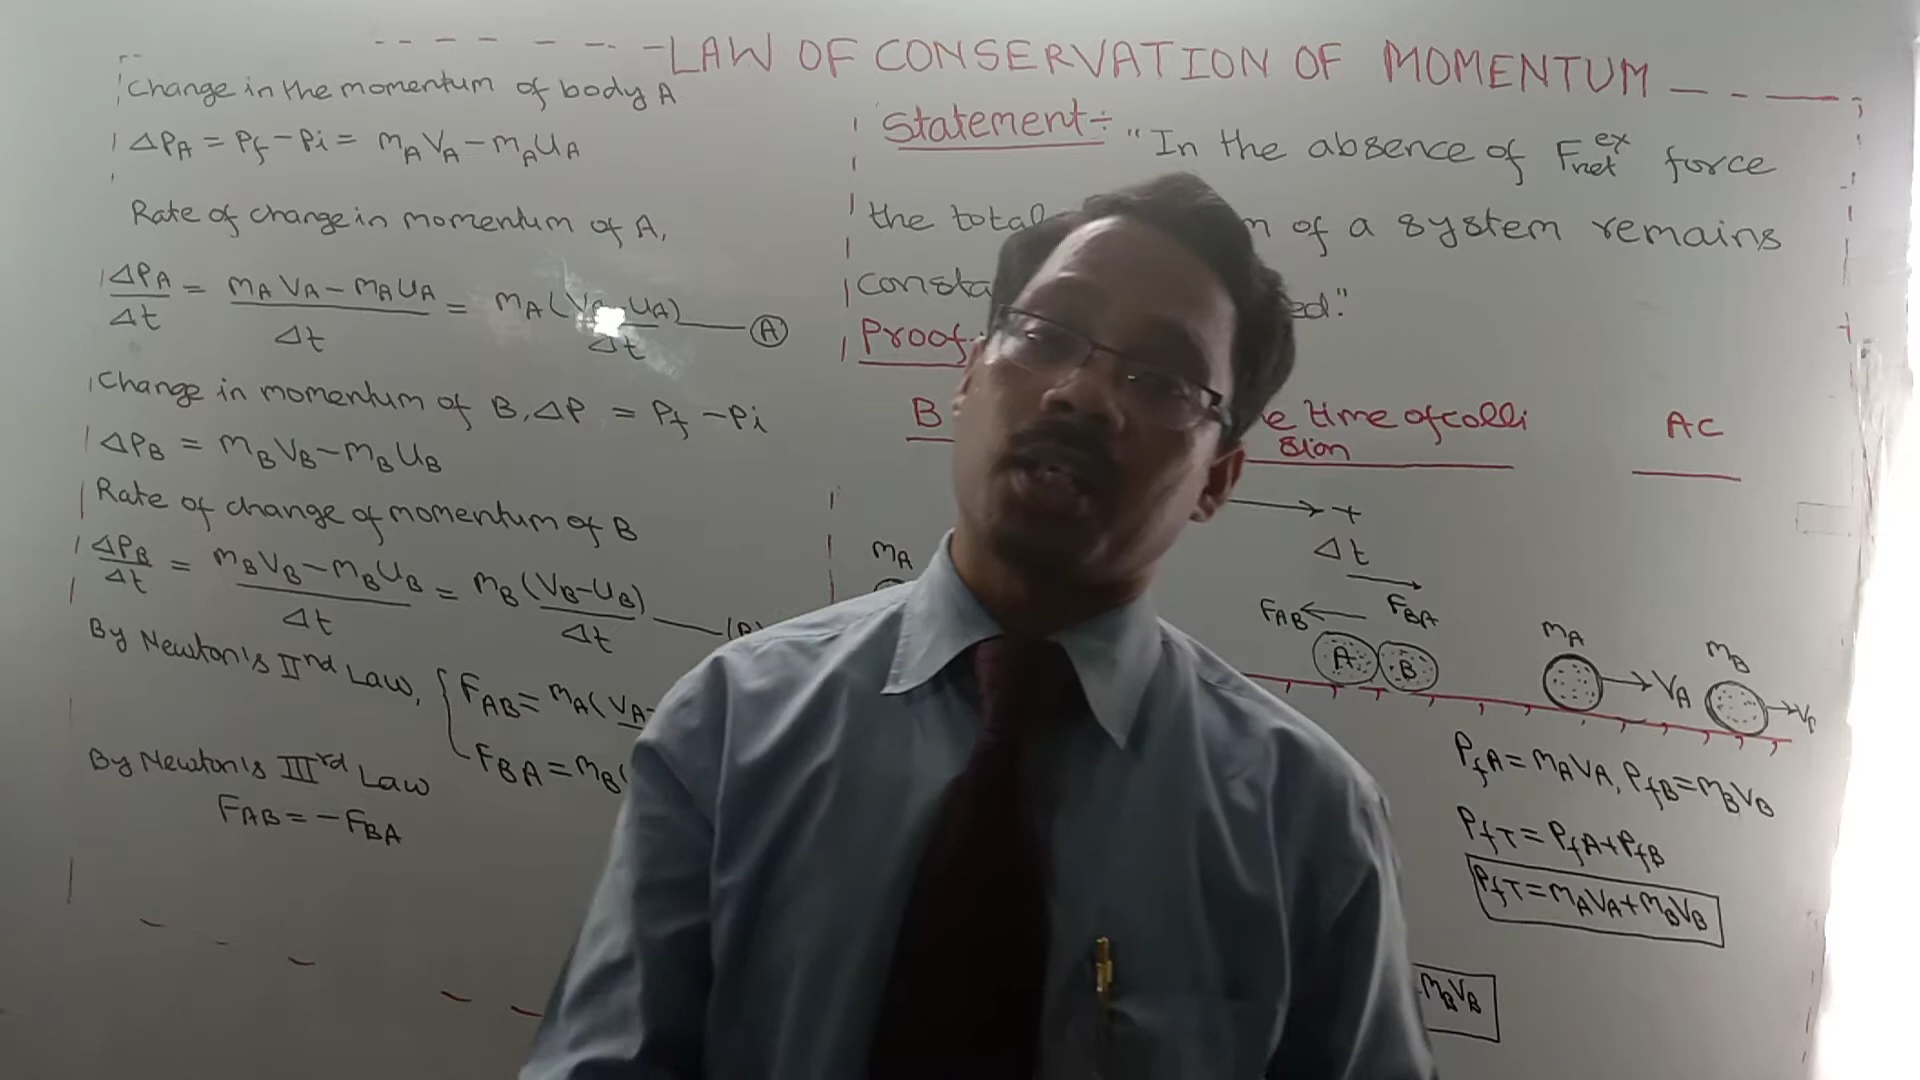 LAW OF CONSERVATION OF MOMENTUM
Change in the momentum of body A
ΔPA = Pf - Pi = mAVA - mAUA
Rate of change in momentum of A,
ΔPA/Δt = mAVA - mAUA/Δt = mA(VA-UA)/Δt (A)
Change in momentum of B, ΔP = Pf - Pi
ΔPB = mBVB - mBUB
Rate of change of momentum of B
ΔPB/Δt = mBVB - mBUB/Δt = mB(VB-UB)/Δt
By Newton's IInd Law, FAB = mA(VA-
FBA = mB(
By Newton's IIIrd Law
FAB = -FBA
Statement÷ "In the absence of Fnet^ex force
the total of a system remains
ed."
Proof
B e time of colli
sion
AC
+
Δt
mA
FAB FBA
A B
mA
VA
mB
PfA = mAVA, PfB = mBVB
PfT = PfA + PfB
PfT = mAVA + mBVB
mBVB